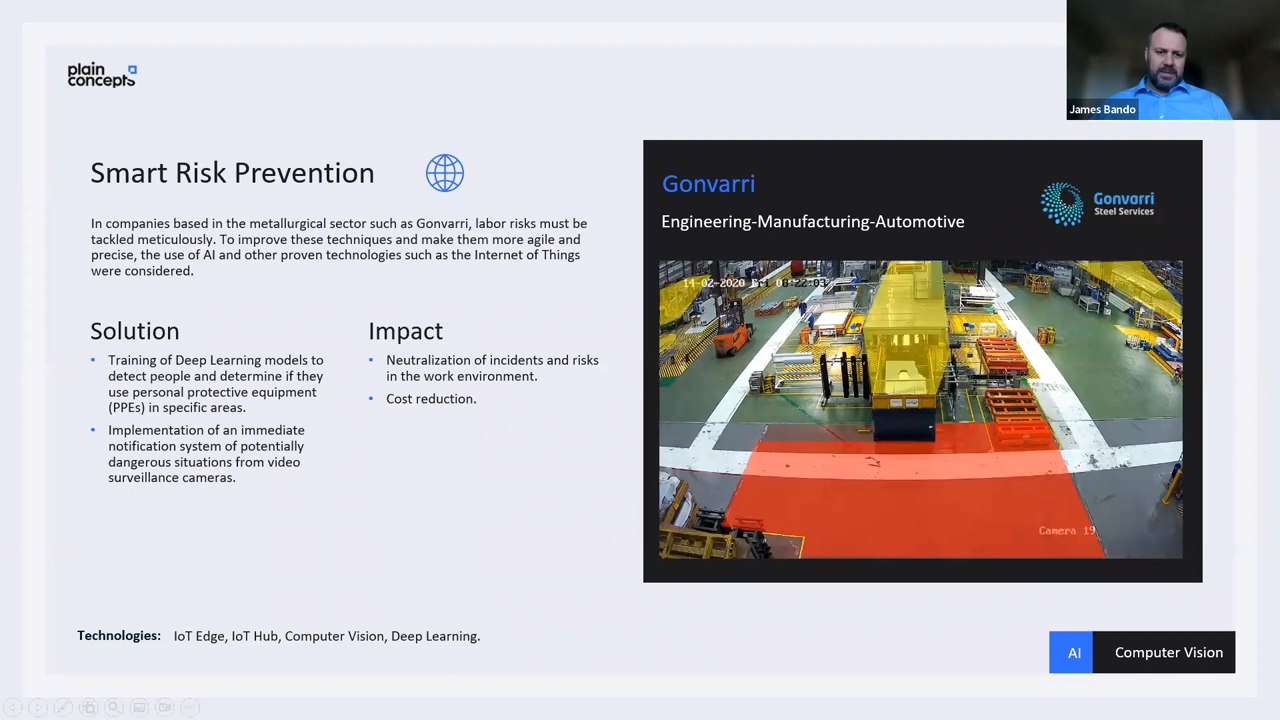 plain
concepts
James Bando
Smart Risk Prevention
In companies based in the metallurgical sector such as Gonvarri, labor risks must be
tackled meticulously. To improve these techniques and make them more agile and
precise, the use of AI and other proven technologies such as the Internet of Things
were considered.
Solution
• Training of Deep Learning models to
detect people and determine if they
use personal protective equipment
(PPEs) in specific areas.
• Implementation of an immediate
notification system of potentially
dangerous situations from video
surveillance cameras.
Impact
• Neutralization of incidents and risks
in the work environment.
• Cost reduction.
Gonvarri
Engineering-Manufacturing-Automotive
Gonvarri
Steel Services
14-02-2020 Fri 08:22:03
Camera 19
Technologies: IoT Edge, IoT Hub, Computer Vision, Deep Learning.
AI Computer Vision